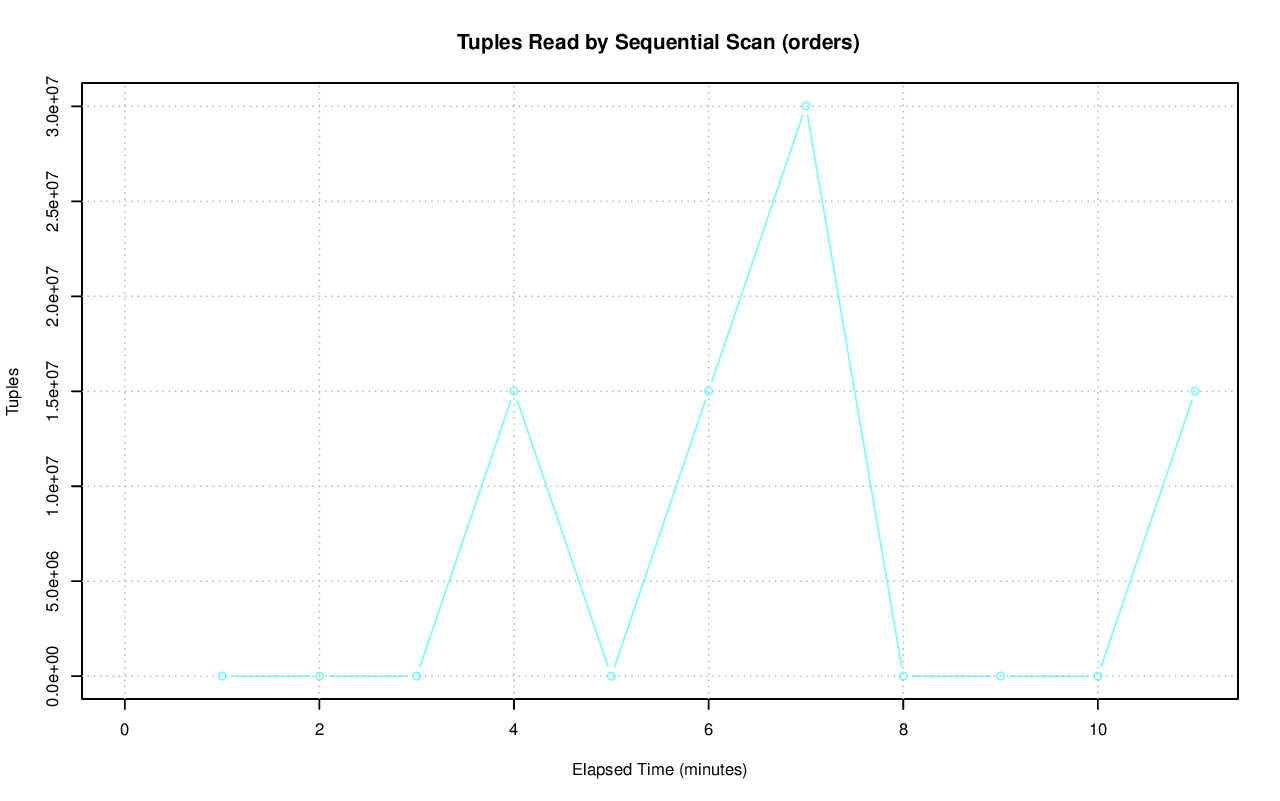 Tuples Read by Sequential Scan (orders)
3.0e+07
2.5e+07
2.0e+07
1.5e+07
1.0e+07
5.0e+06
0.0e+00
Tuples
0 2 4 6 8 10
Elapsed Time (minutes)